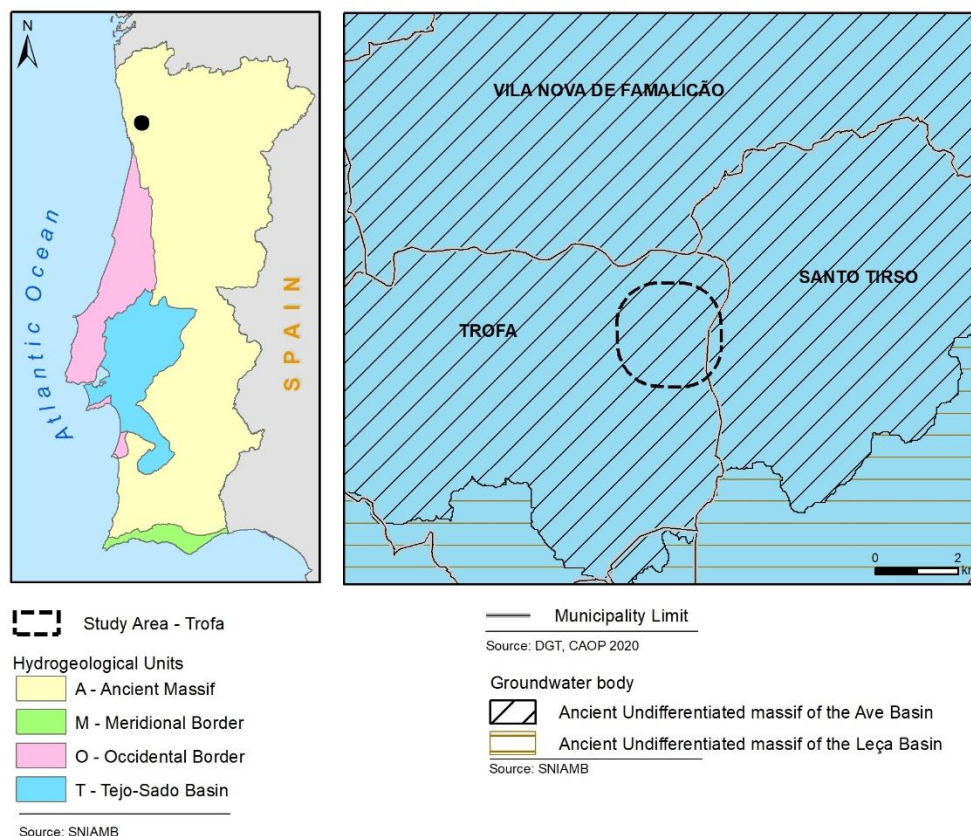 N
Atlantic Ocean
SPAIN
VILA NOVA DE FAMALICÃO
SANTO TIRSO
TROFA
0 2
km
Study Area - Trofa
Hydrogeological Units
A - Ancient Massif
M - Meridional Border
O - Occidental Border
T - Tejo-Sado Basin
Source: SNIAMB
Municipality Limit
Source: DGT, CAOP 2020
Groundwater body
Ancient Undifferentiated massif of the Ave Basin
Ancient Undifferentiated massif of the Leça Basin
Source: SNIAMB